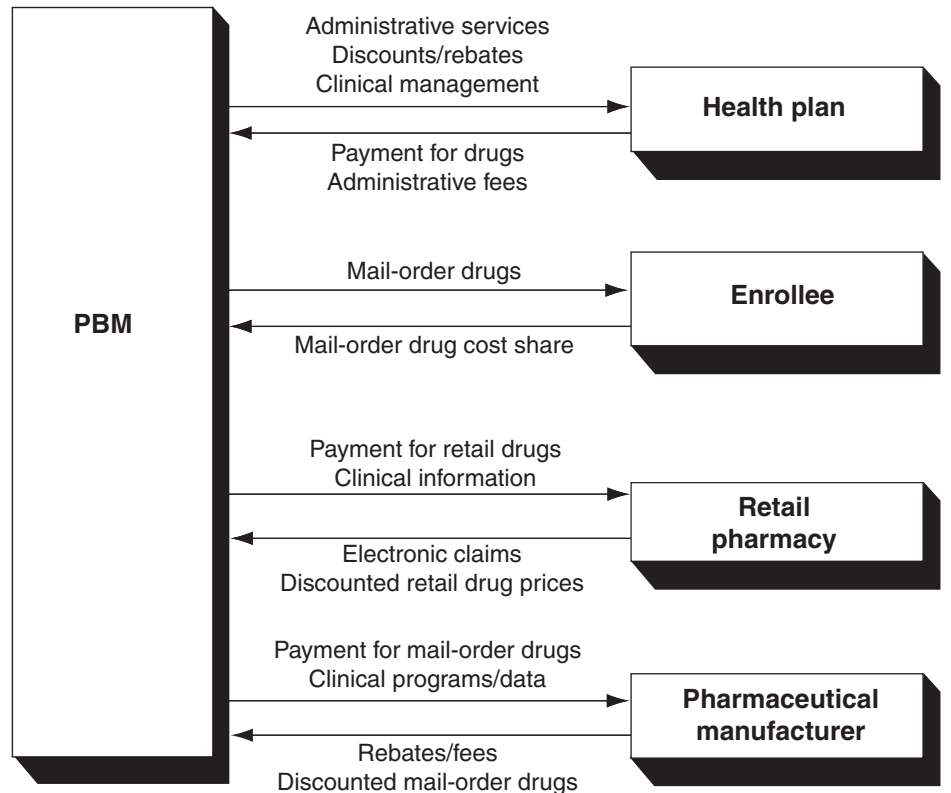 Administrative services
Discounts/rebates
Clinical management
Health plan
Payment for drugs
Administrative fees
Mail-order drugs
Enrollee
PBM
Mail-order drug cost share
Payment for retail drugs
Clinical information
Retail
pharmacy
Electronic claims
Discounted retail drug prices
Payment for mail-order drugs
Clinical programs/data
Pharmaceutical
manufacturer
Rebates/fees
Discounted mail-order drugs